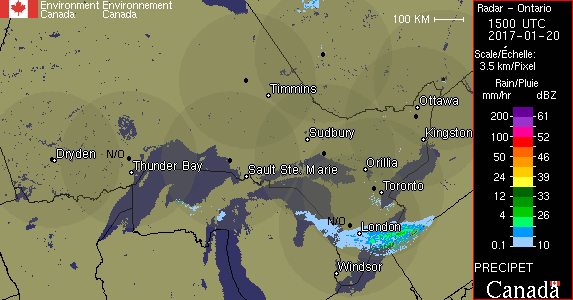 Environment Environnement
Canada Canada
100 KM
Timmins
Ottawa
Sudbury
Kingston
Dryden
N/O
Thunder Bay
Sault Ste. Marie
Orillia
Toronto
N/O
London
Windsor
Radar - Ontario
1500 UTC
2017-01-20
Scale/Échelle:
3.5 km/Pixel
Rain/Pluie
mm/hr dBZ
200 61
100 52
50 46
24 39
12 33
4 26
0.1 10
PRECIPET
Canada